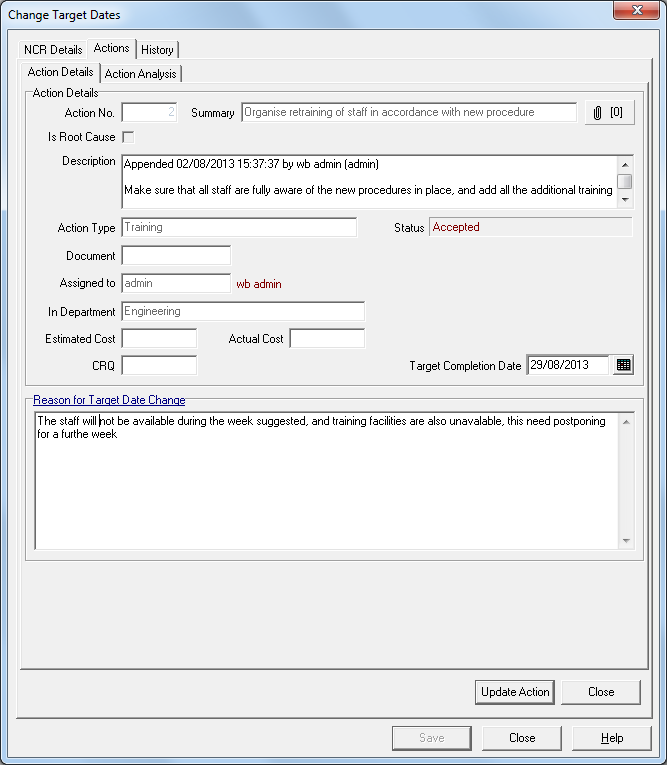 Change Target Dates
NCR Details Actions History
Action Details Action Analysis
Action Details
Action No. 2 Summary Organise retraining of staff in accordance with new procedure [0]
Is Root Cause
Description Appended 02/08/2013 15:37:37 by wb admin (admin)
Make sure that all staff are fully aware of the new procedures in place, and add all the additional training
Action Type Training Status Accepted
Document
Assigned to admin wb admin
In Department Engineering
Estimated Cost Actual Cost
CRQ Target Completion Date 29/08/2013
Reason for Target Date Change
The staff will not be available during the week suggested, and training facilities are also unavalable, this need postponing
for a furthe week
Update Action Close
Save Close Help